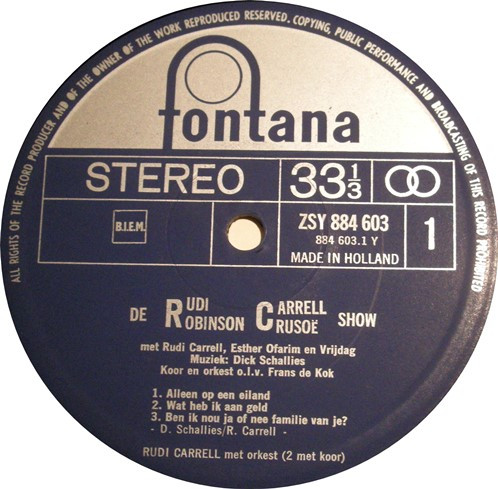 ALL RIGHTS OF THE RECORD PRODUCER AND OF THE OWNER OF THE WORK REPRODUCED RESERVED. COPYING, PUBLIC PERFORMANCE AND BROADCASTING OF THIS RECORD PROHIBITED
fontana
STEREO 33 1/3
B.I.E.M. ZSY 884 603 1
884 603.1 Y
MADE IN HOLLAND
DE RUDI CARRELL SHOW
ROBINSON CRUSOË
met Rudi Carrell, Esther Ofarim en Vrijdag
Muziek: Dick Schallies
Koor en orkest o.l.v. Frans de Kok
1. Alleen op een eiland
2. Wat heb ik aan geld
3. Ben ik nou ja of nee familie van je?
- D. Schallies/R. Carrell -
RUDI CARRELL met orkest (2 met koor)